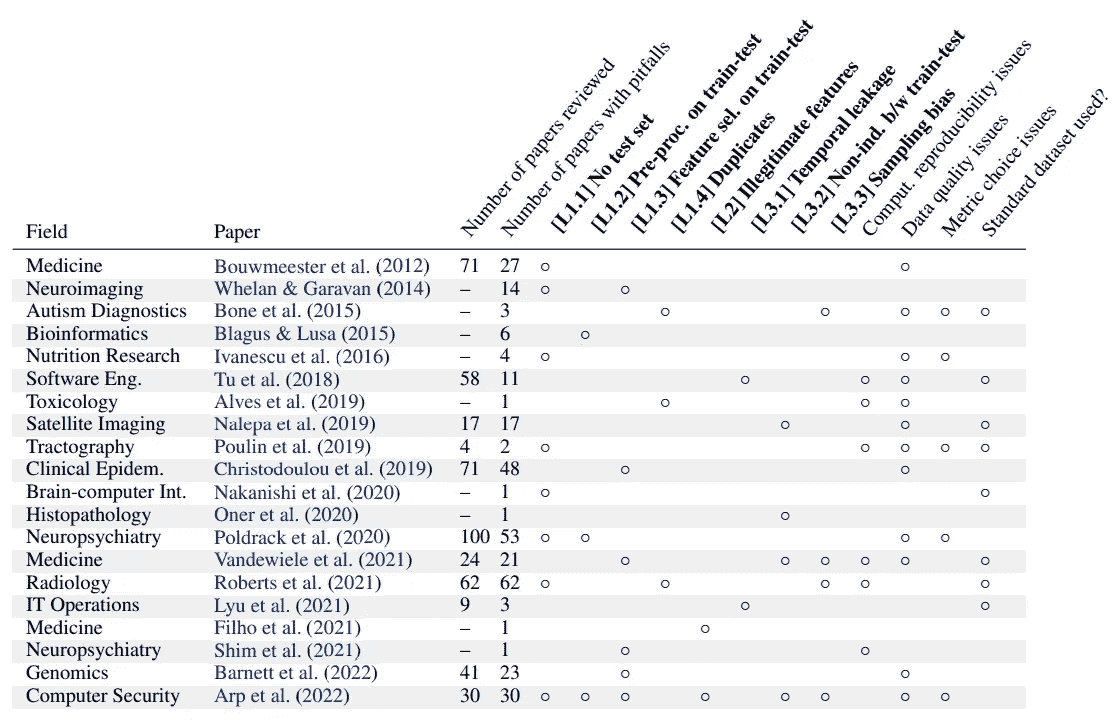 Number of papers reviewed
Number of papers with pitfalls
[L1.1] No test set
[L1.2] Pre-proc. on train-test
[L1.3] Feature sel. on train-test
[L1.4] Duplicates
[L2] Illegitimate features
[L3.1] Temporal leakage
[L3.2] Non-ind. b/w train-test
[L3.3] Sampling bias
Comput. reproducibility issues
Data quality issues
Metric choice issues
Standard dataset used?
Field Paper
Medicine Bouwmeester et al. (2012) 71 27 ○ ○
Neuroimaging Whelan & Garavan (2014) – 14 ○ ○
Autism Diagnostics Bone et al. (2015) – 3 ○ ○ ○ ○ ○
Bioinformatics Blagus & Lusa (2015) – 6 ○
Nutrition Research Ivanescu et al. (2016) – 4 ○ ○ ○
Software Eng. Tu et al. (2018) 58 11 ○ ○ ○ ○
Toxicology Alves et al. (2019) – 1 ○ ○ ○
Satellite Imaging Nalepa et al. (2019) 17 17 ○ ○ ○
Tractography Poulin et al. (2019) 4 2 ○ ○ ○ ○ ○
Clinical Epidem. Christodoulou et al. (2019) 71 48 ○ ○
Brain-computer Int. Nakanishi et al. (2020) – 1 ○ ○
Histopathology Oner et al. (2020) – 1 ○
Neuropsychiatry Poldrack et al. (2020) 100 53 ○ ○ ○ ○
Medicine Vandewiele et al. (2021) 24 21 ○ ○ ○ ○ ○ ○
Radiology Roberts et al. (2021) 62 62 ○ ○ ○ ○ ○
IT Operations Lyu et al. (2021) 9 3 ○ ○
Medicine Filho et al. (2021) – 1 ○
Neuropsychiatry Shim et al. (2021) – 1 ○ ○
Genomics Barnett et al. (2022) 41 23 ○ ○
Computer Security Arp et al. (2022) 30 30 ○ ○ ○ ○ ○ ○ ○ ○